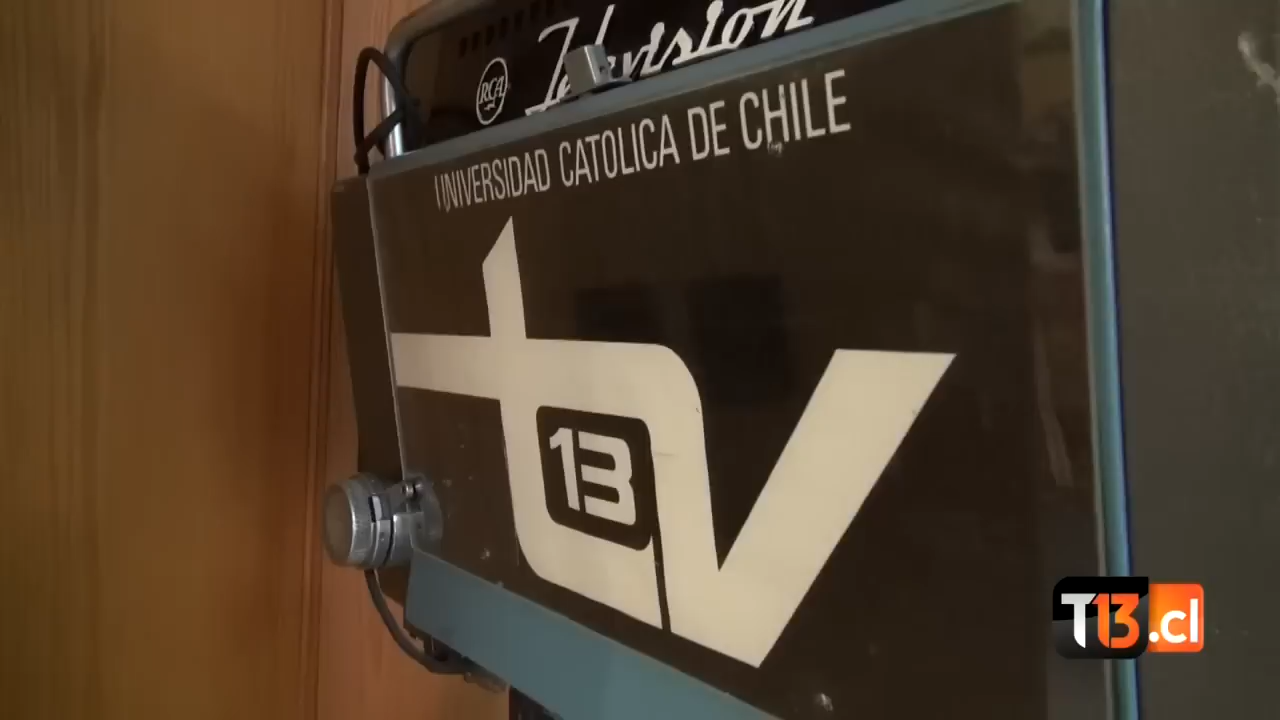 RCA
Television
UNIVERSIDAD CATOLICA DE CHILE
tv
13
T13.cl